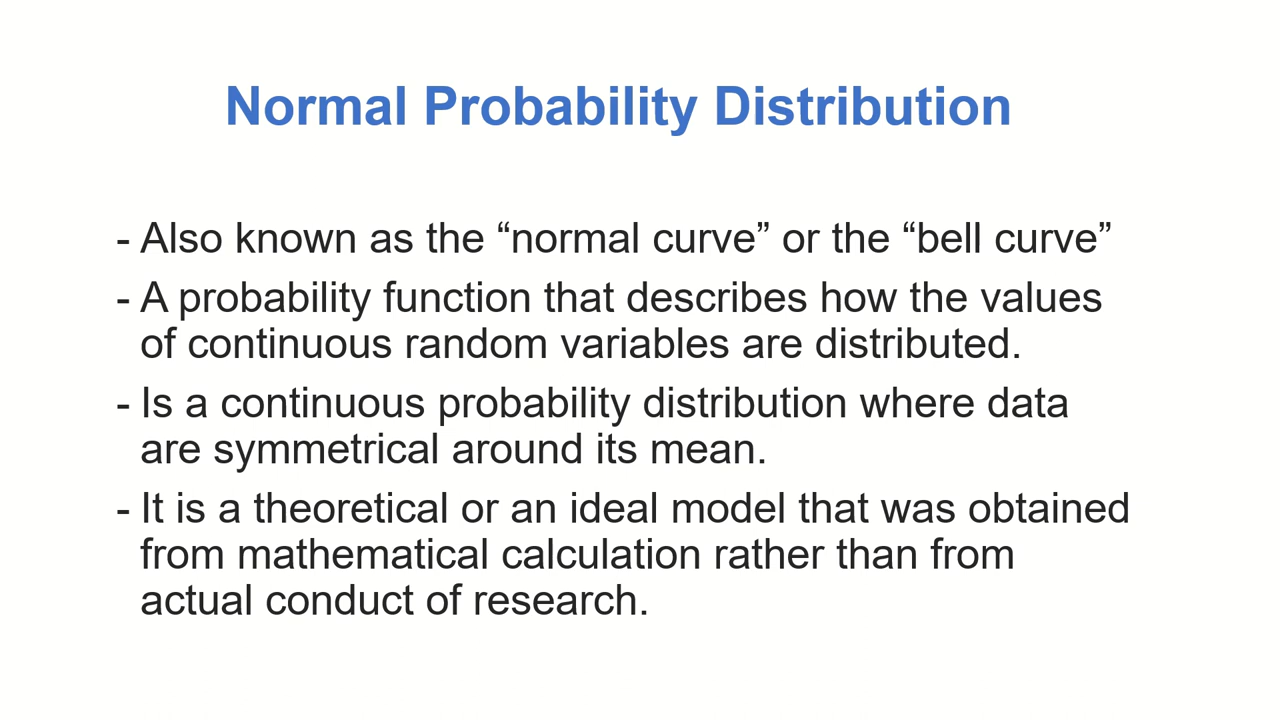 Normal Probability Distribution
- Also known as the “normal curve” or the “bell curve”
- A probability function that describes how the values
of continuous random variables are distributed.
- Is a continuous probability distribution where data
are symmetrical around its mean.
- It is a theoretical or an ideal model that was obtained
from mathematical calculation rather than from
actual conduct of research.